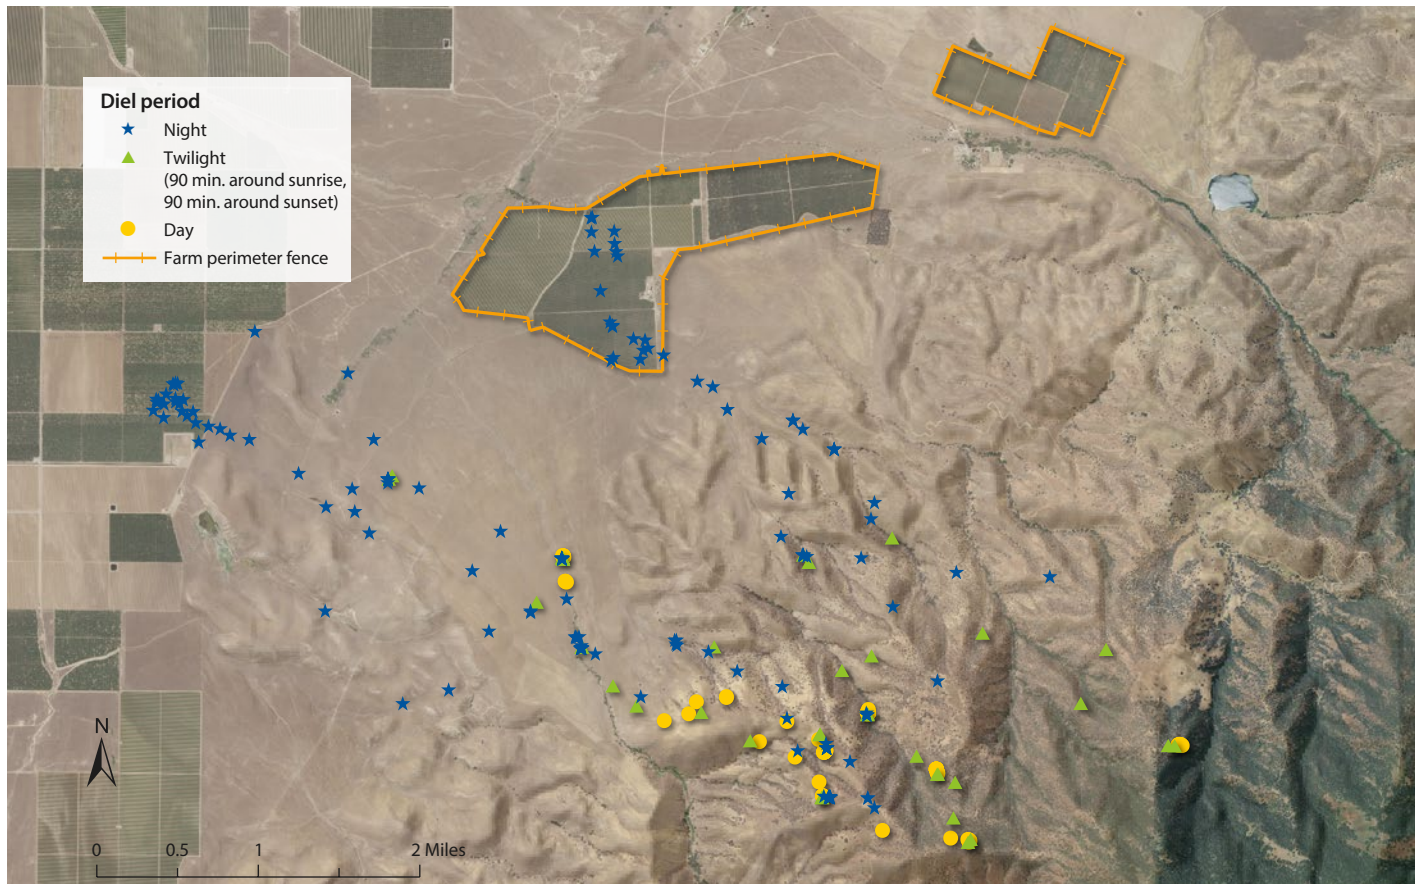 Diel period
Night
Twilight
(90 min. around sunrise,
90 min. around sunset)
Day
Farm perimeter fence
N
0 0.5 1 2 Miles